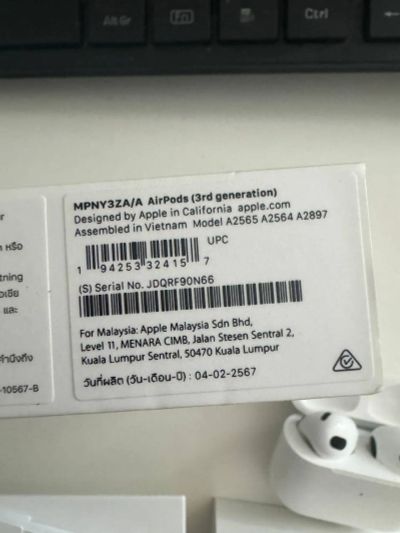 Alt Gr
Fn
Ctrl
MPNY3ZA/A AirPods (3rd generation)
Designed by Apple in California apple.com
Assembled in Vietnam Model A2565 A2564 A2897
UPC
1 94253 32415 7
(S) Serial No. JDQRF90N66
For Malaysia: Apple Malaysia Sdn Bhd,
Level 11, MENARA CIMB, Jalan Stesen Sentral 2,
Kuala Lumpur Sentral, 50470 Kuala Lumpur
วันที่ผลิต (วัน-เดือน-ปี) : 04-02-2567
หรือ
และ
-10567-B